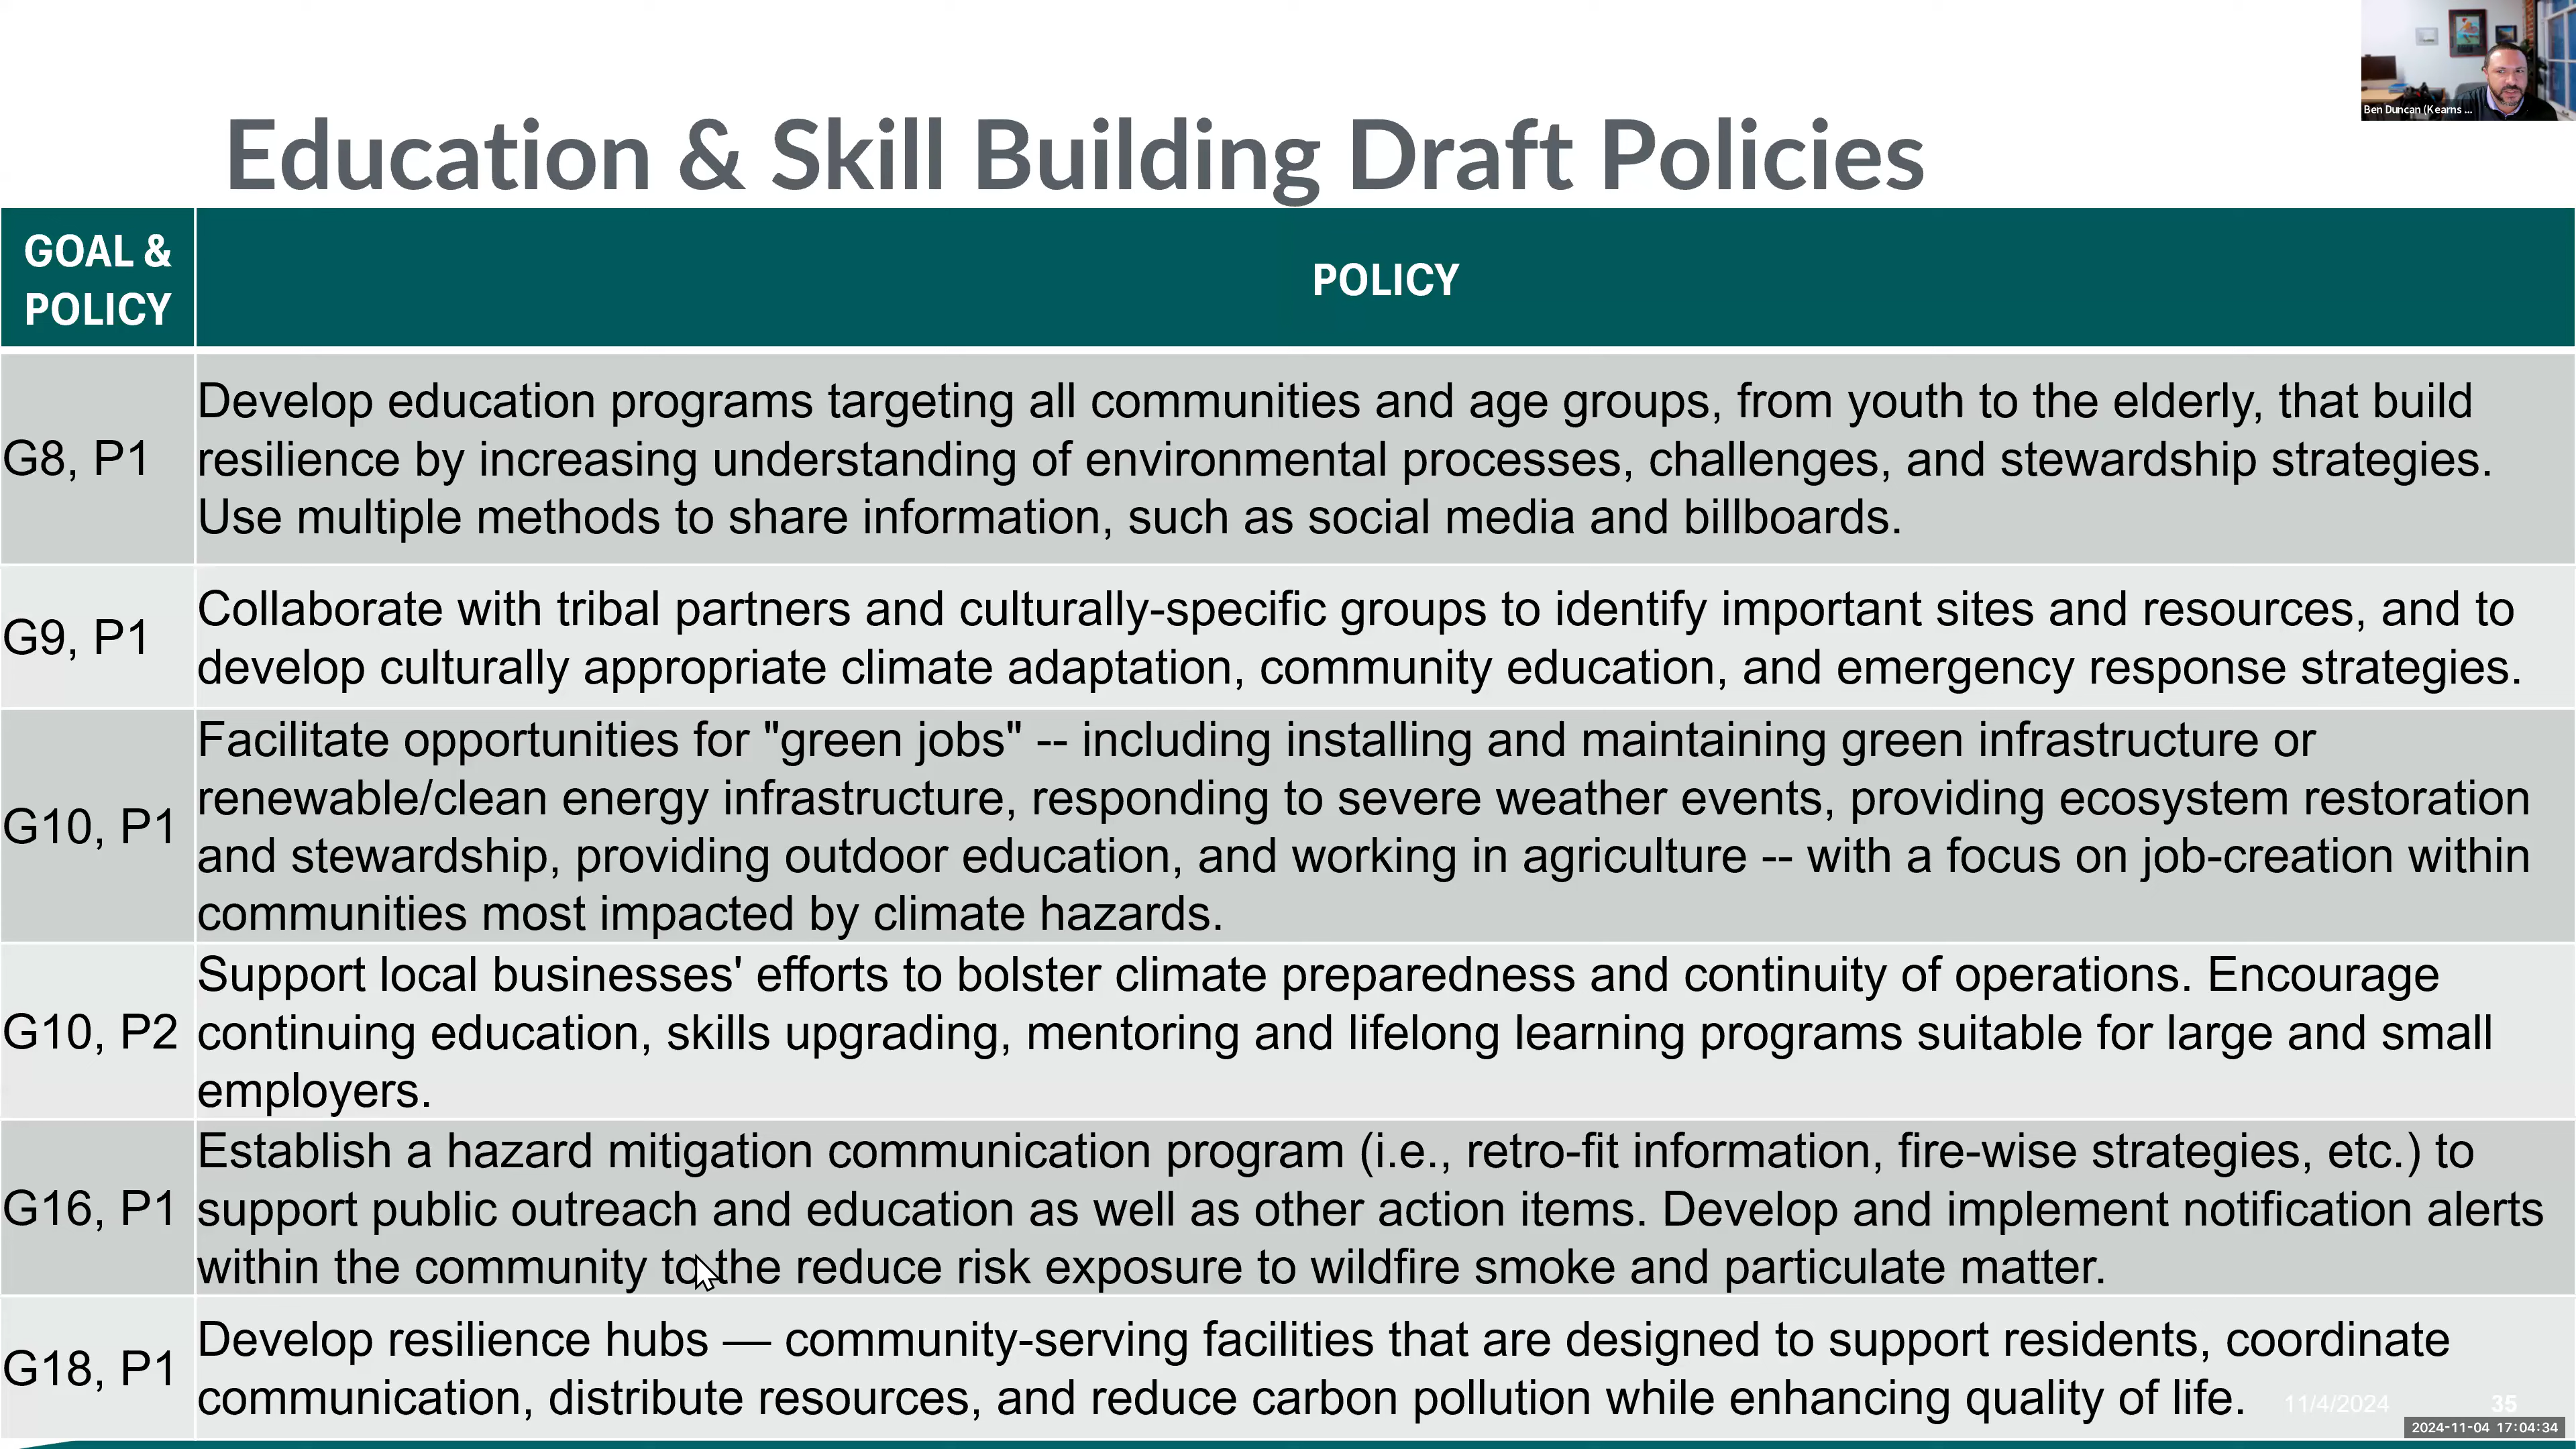 Ben Duncan (Kearns ...
Education & Skill Building Draft Policies
GOAL &
POLICY
POLICY
G8, P1
Develop education programs targeting all communities and age groups, from youth to the elderly, that build
resilience by increasing understanding of environmental processes, challenges, and stewardship strategies.
Use multiple methods to share information, such as social media and billboards.
G9, P1
Collaborate with tribal partners and culturally-specific groups to identify important sites and resources, and to
develop culturally appropriate climate adaptation, community education, and emergency response strategies.
G10, P1
Facilitate opportunities for "green jobs" -- including installing and maintaining green infrastructure or
renewable/clean energy infrastructure, responding to severe weather events, providing ecosystem restoration
and stewardship, providing outdoor education, and working in agriculture -- with a focus on job-creation within
communities most impacted by climate hazards.
G10, P2
Support local businesses' efforts to bolster climate preparedness and continuity of operations. Encourage
continuing education, skills upgrading, mentoring and lifelong learning programs suitable for large and small
employers.
G16, P1
Establish a hazard mitigation communication program (i.e., retro-fit information, fire-wise strategies, etc.) to
support public outreach and education as well as other action items. Develop and implement notification alerts
within the community to the reduce risk exposure to wildfire smoke and particulate matter.
G18, P1
Develop resilience hubs — community-serving facilities that are designed to support residents, coordinate
communication, distribute resources, and reduce carbon pollution while enhancing quality of life.
11/4/2024
35
2024-11-04 17:04:34